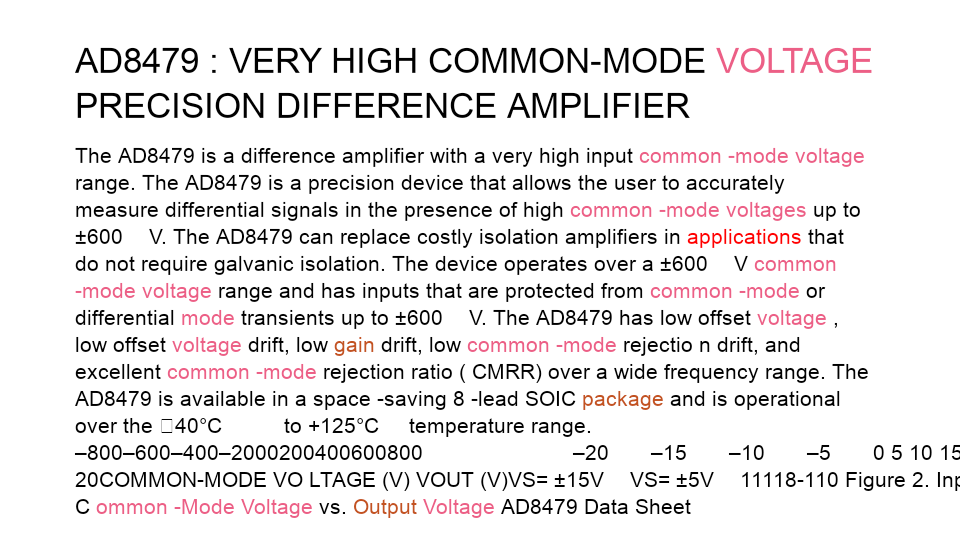 AD8479 : VERY HIGH COMMON-MODE VOLTAGE
PRECISION DIFFERENCE AMPLIFIER
The AD8479 is a difference amplifier with a very high input common -mode voltage
range. The AD8479 is a precision device that allows the user to accurately
measure differential signals in the presence of high common -mode voltages up to
±600 V. The AD8479 can replace costly isolation amplifiers in applications that
do not require galvanic isolation. The device operates over a ±600 V common
-mode voltage range and has inputs that are protected from common -mode or
differential mode transients up to ±600 V. The AD8479 has low offset voltage ,
low offset voltage drift, low gain drift, low common -mode rejectio n drift, and
excellent common -mode rejection ratio ( CMRR) over a wide frequency range. The
AD8479 is available in a space -saving 8 -lead SOIC package and is operational
over the □40°C to +125°C temperature range.
–800–600–400–2000200400600800 –20 –15 –10 –5 0 5 10 15
20COMMON-MODE VO LTAGE (V) VOUT (V)VS= ±15V VS= ±5V 11118-110 Figure 2. Inp
C ommon -Mode Voltage vs. Output Voltage AD8479 Data Sheet